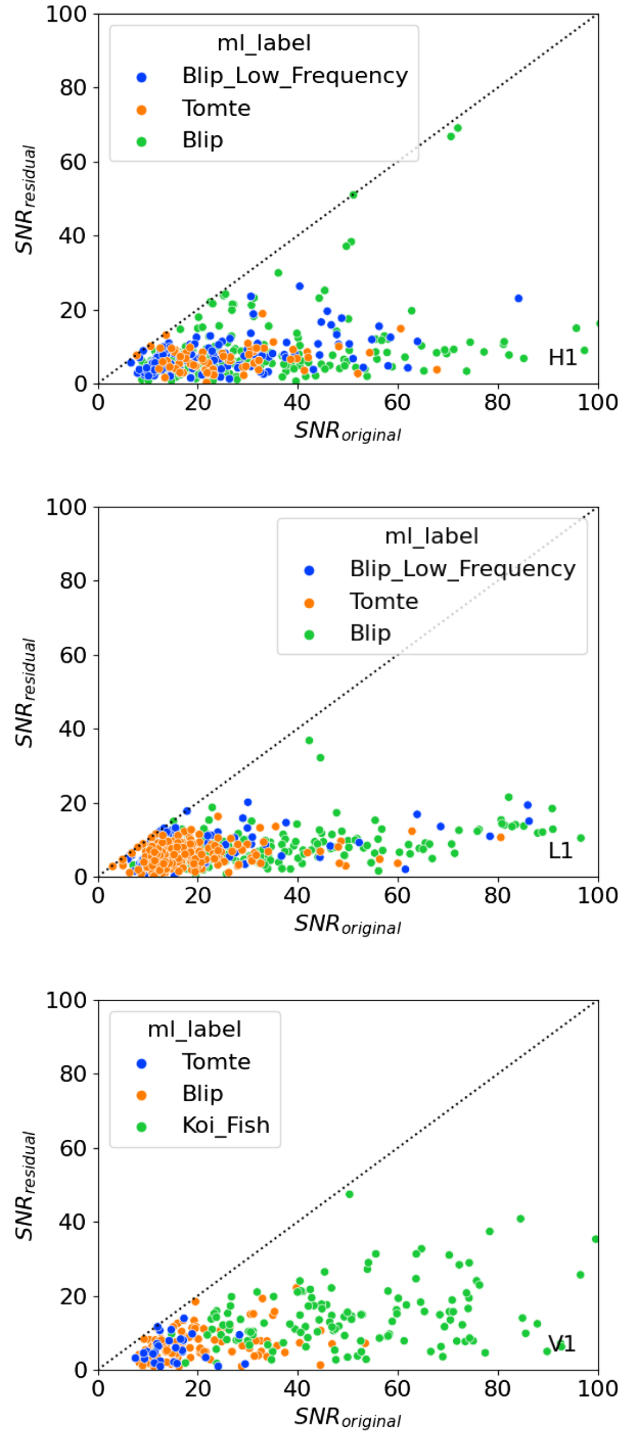 100
80
60
40
20
0
SNR_residual
ml_label
Blip_Low_Frequency
Tomte
Blip
H1
0 20 40 60 80 100
SNR_original
100
80
60
40
20
0
SNR_residual
ml_label
Blip_Low_Frequency
Tomte
Blip
L1
0 20 40 60 80 100
SNR_original
100
80
60
40
20
0
SNR_residual
ml_label
Tomte
Blip
Koi_Fish
V1
0 20 40 60 80 100
SNR_original